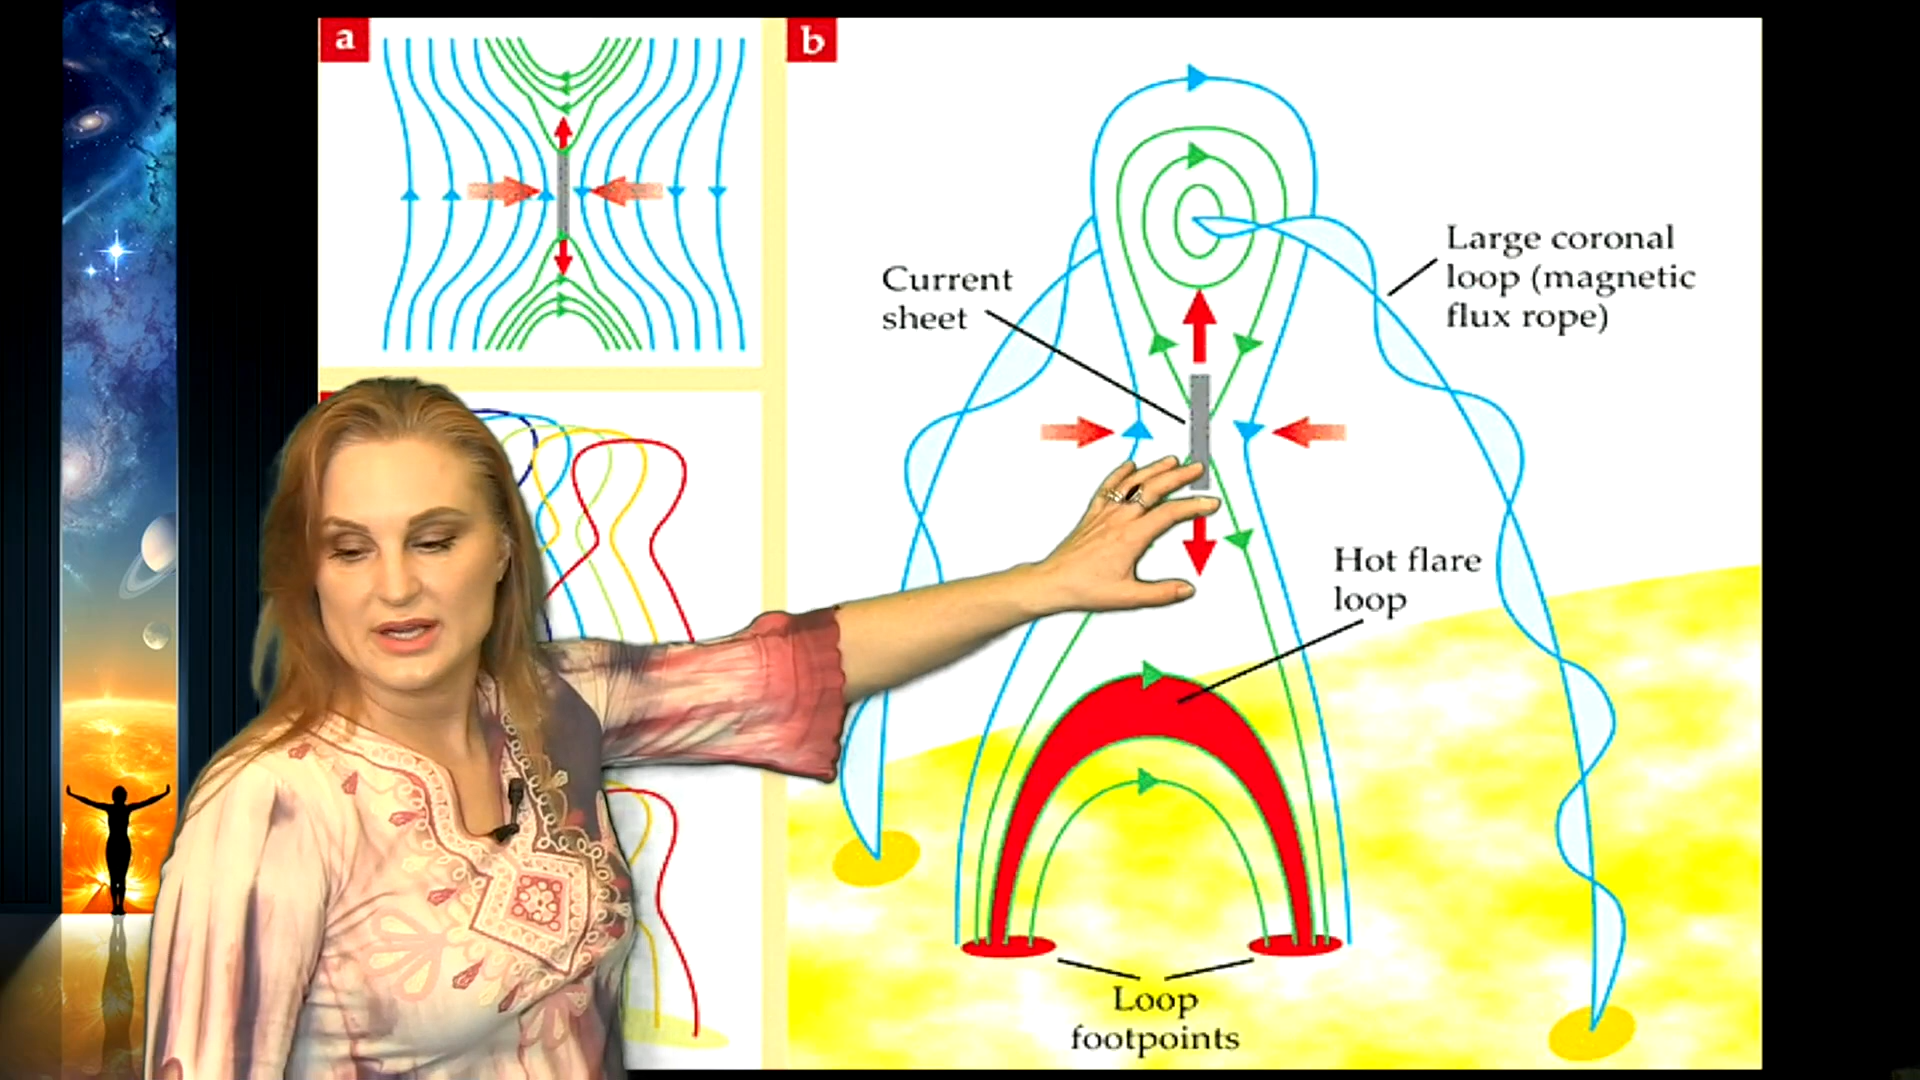 a
b
Current
sheet
Large coronal
loop (magnetic
flux rope)
Hot flare
loop
Loop
footpoints